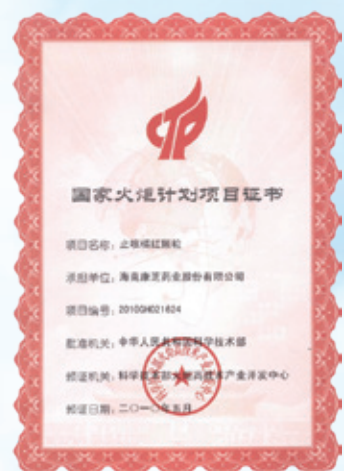 国家火炬计划项目证书
项目名称：止咳橘红颗粒
承担单位：海南康芝药业股份有限公司
项目编号：2010GH021624
批准机关：中华人民共和国科学技术部
颁证机关：科学技术部火炬高技术产业开发中心
颁证日期：二〇一〇年五月